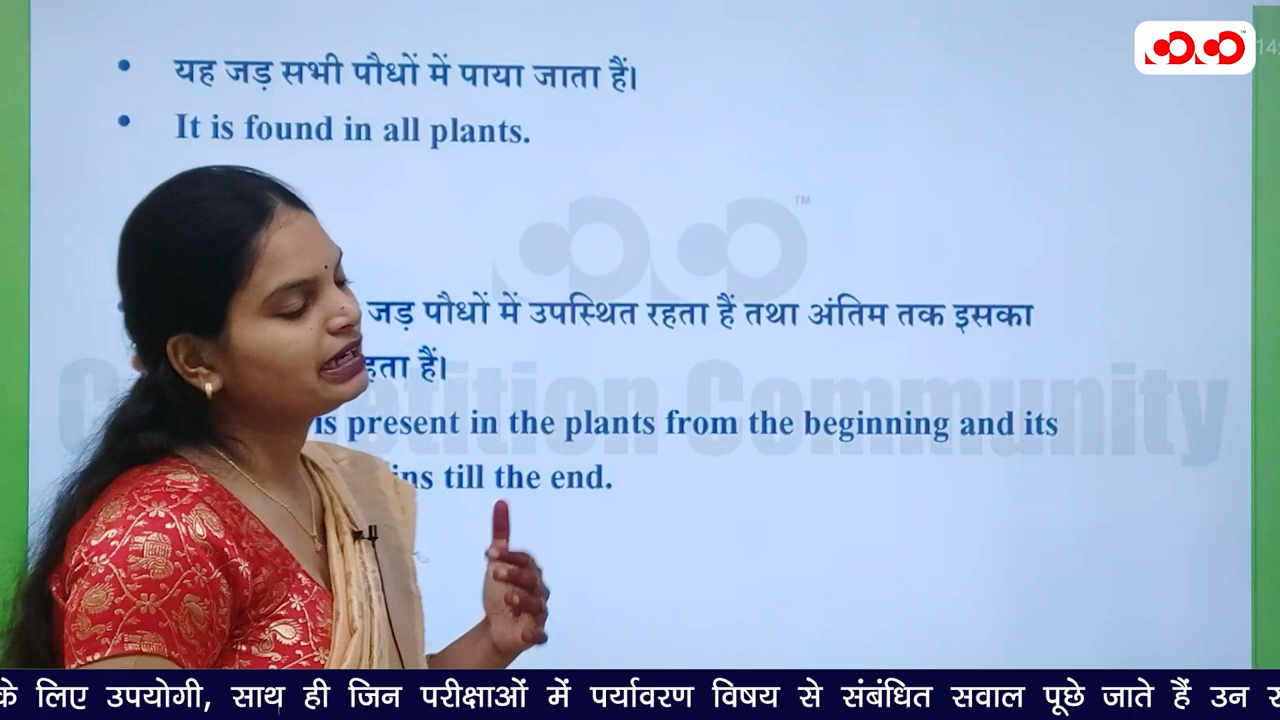 यह जड़ सभी पौधों में पाया जाता हैं।
It is found in all plants.
TM
जड़ पौधों में उपस्थित रहता हैं तथा अंतिम तक इसका
हैं।
is present in the plants from the beginning and its
till the end.
Community
के लिए उपयोगी, साथ ही जिन परीक्षाओं में पर्यावरण विषय से संबंधित सवाल पूछे जाते हैं उन